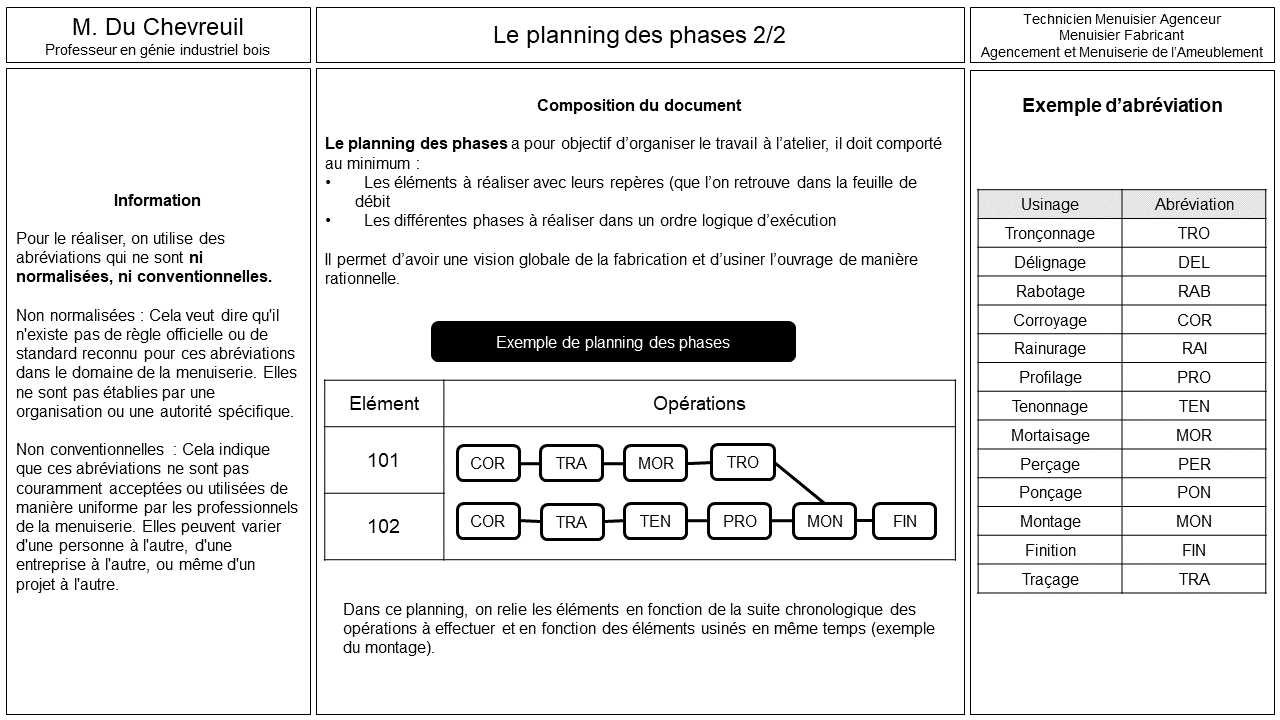 M. Du Chevreuil
Professeur en génie industriel bois
Le planning des phases 2/2
Technicien Menuisier Agenceur
Menuisier Fabricant
Agencement et Menuiserie de l’Ameublement
Information
Pour le réaliser, on utilise des
abréviations qui ne sont ni
normalisées, ni conventionnelles.
Non normalisées : Cela veut dire qu'il
n'existe pas de règle officielle ou de
standard reconnu pour ces abréviations
dans le domaine de la menuiserie. Elles
ne sont pas établies par une
organisation ou une autorité spécifique.
Non conventionnelles : Cela indique
que ces abréviations ne sont pas
couramment acceptées ou utilisées de
manière uniforme par les professionnels
de la menuiserie. Elles peuvent varier
d'une personne à l'autre, d'une
entreprise à l'autre, ou même d'un
projet à l'autre.
Composition du document
Le planning des phases a pour objectif d’organiser le travail à l’atelier, il doit comporté
au minimum :
• Les éléments à réaliser avec leurs repères (que l’on retrouve dans la feuille de
débit
• Les différentes phases à réaliser dans un ordre logique d’exécution
Il permet d’avoir une vision globale de la fabrication et d’usiner l’ouvrage de manière
rationnelle.
Exemple de planning des phases
Elément Opérations
101 COR TRA MOR TRO
102 COR TRA TEN PRO MON FIN
Dans ce planning, on relie les éléments en fonction de la suite chronologique des
opérations à effectuer et en fonction des éléments usinés en même temps (exemple
du montage).
Exemple d’abréviation
Usinage Abréviation
Tronçonnage TRO
Délignage DEL
Rabotage RAB
Corroyage COR
Rainurage RAI
Profilage PRO
Tenonnage TEN
Mortaisage MOR
Perçage PER
Ponçage PON
Montage MON
Finition FIN
Traçage TRA